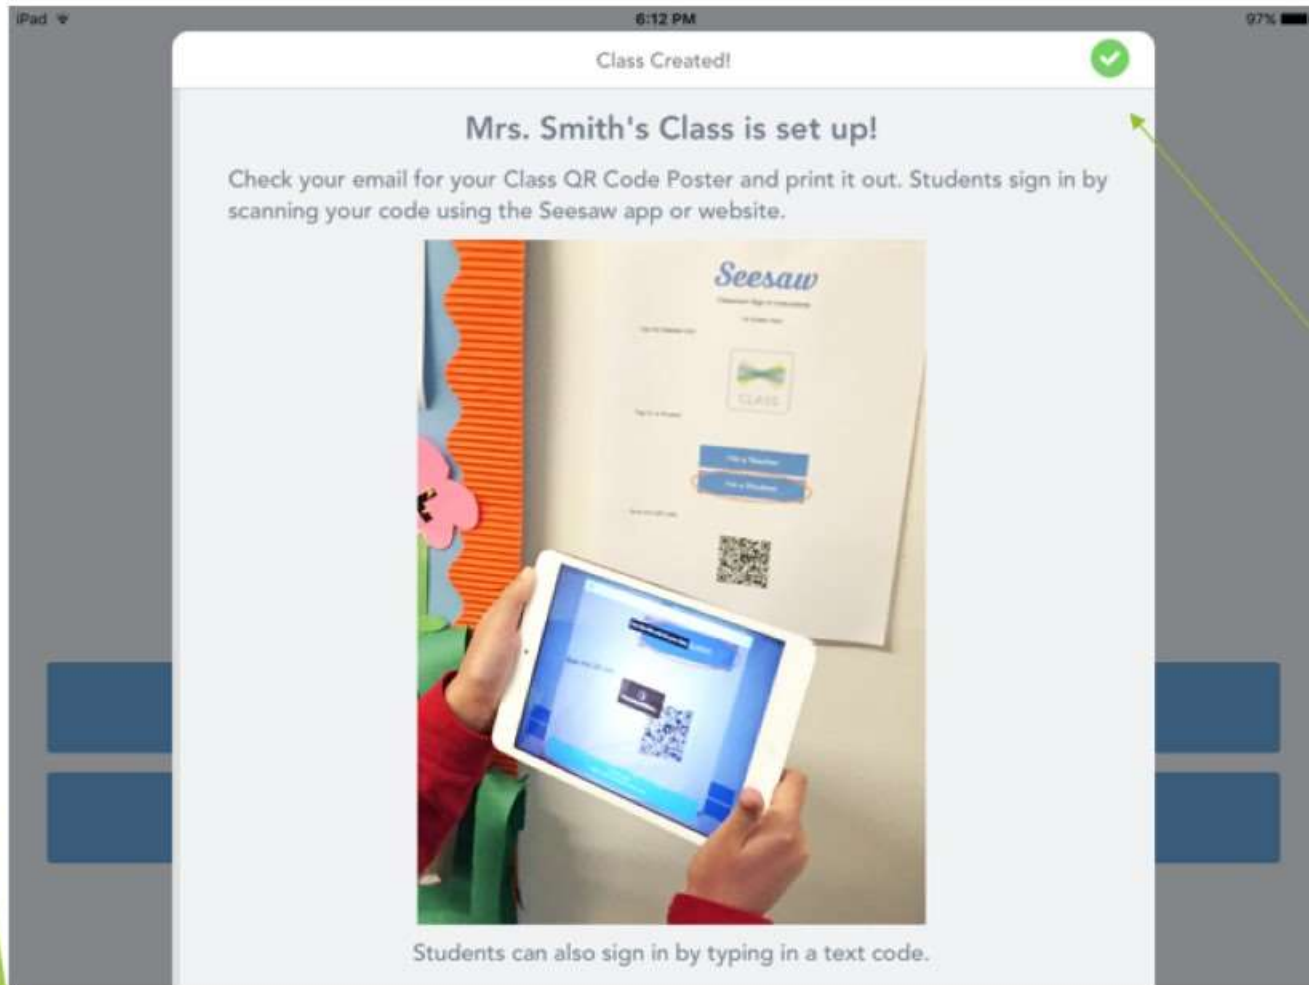 iPad
6:12 PM
97%
Class Created!
Mrs. Smith's Class is set up!
Check your email for your Class QR Code Poster and print it out. Students sign in by
scanning your code using the Seesaw app or website.
Seesaw
CLASS
I'm a Teacher
I'm a Student
Students can also sign in by typing in a text code.